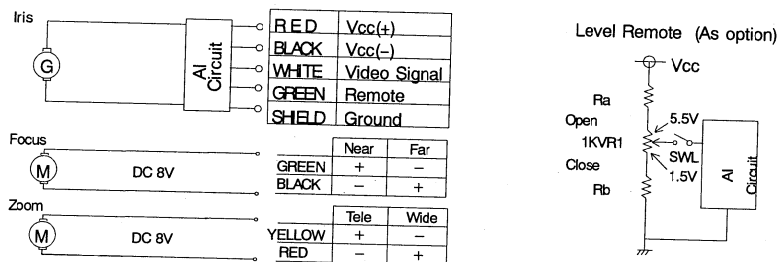 Iris
G
AI Circuit
RED Vcc(+)
BLACK Vcc(−)
WHITE Video Signal
GREEN Remote
SHIELD Ground
Focus
M
DC 8V
Near Far
GREEN + −
BLACK − +
Zoom
M
DC 8V
Tele Wide
YELLOW + −
RED − +
Level Remote (As option)
Vcc
Ra
Open
5.5V
1KVR1
SWL
Close
1.5V
Rb
AI Circuit